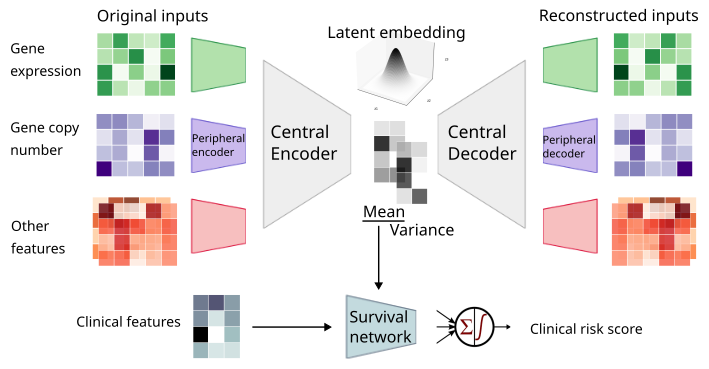 Original inputs
Reconstructed inputs
Latent embedding
Gene
expression
Gene copy
number
Peripheral
encoder
Central
Encoder
Central
Decoder
Peripheral
decoder
Other
features
Mean
Variance
Clinical features
Survival
network
Σ∫
Clinical risk score